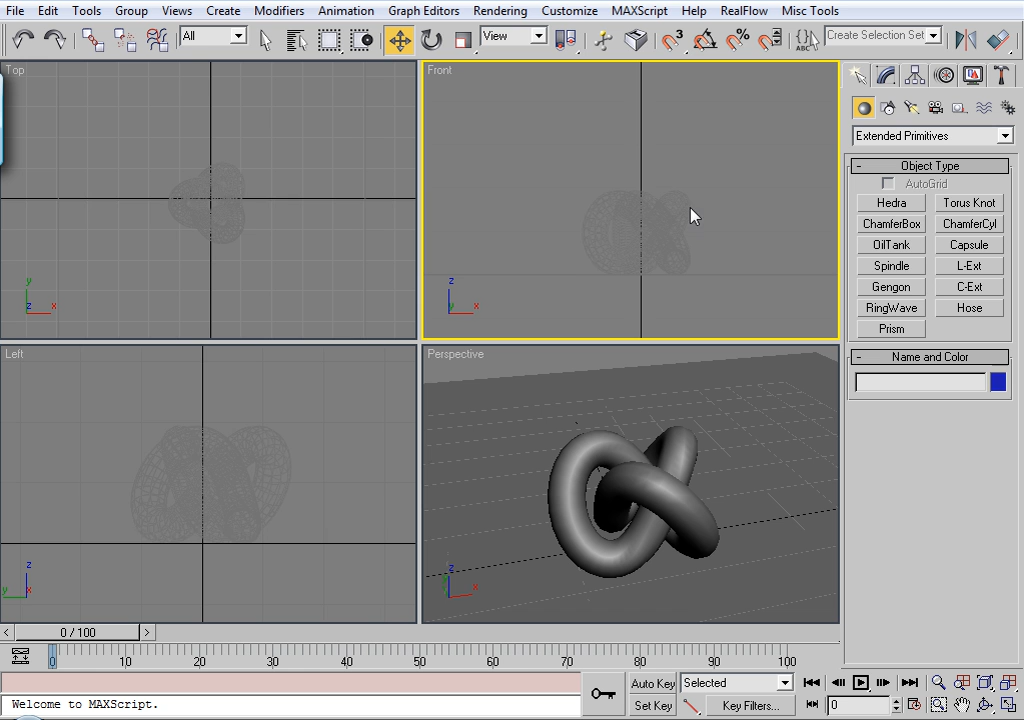 File Edit Tools Group Views Create Modifiers Animation Graph Editors Rendering Customize MAXScript Help RealFlow Misc Tools
All View 3 % {} ABC Create Selection Set
Top
Front
Extended Primitives
- Object Type
AutoGrid
Hedra Torus Knot
ChamferBox ChamferCyl
OilTank Capsule
Spindle L-Ext
Gengon C-Ext
RingWave Hose
Prism
- Name and Color
y
z x
z
y x
Left
Perspective
z
y x
z
y x
< 0 / 100 >
0 10 20 30 40 50 60 70 80 90 100
Auto Key Selected
Welcome to MAXScript.
Set Key Key Filters... 0